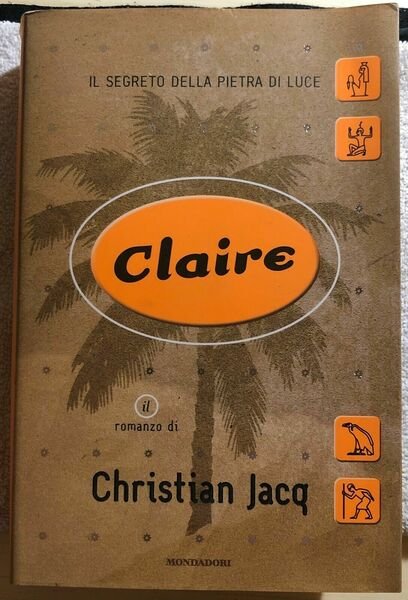 IL SEGRETO DELLA PIETRA DI LUCE
Claire
il
romanzo di
Christian Jacq
MONDADORI